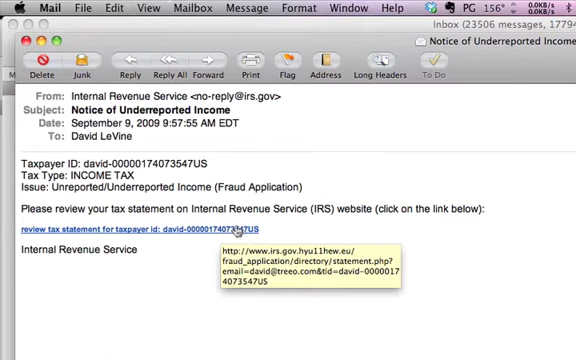 Mail File Edit View Mailbox Message Format Window Help PG 156° 0.0KB/s 0.0KB/s
Inbox (23506 messages, 1779
Notice of Underreported Income
Delete Junk Reply Reply All Forward Print Flag Address Long Headers To Do
From: Internal Revenue Service <no-reply@irs.gov>
Subject: Notice of Underreported Income
Date: September 9, 2009 9:57:55 AM EDT
To: David LeVine
Taxpayer ID: david-00000174073547US
Tax Type: INCOME TAX
Issue: Unreported/Underreported Income (Fraud Application)
Please review your tax statement on Internal Revenue Service (IRS) website (click on the link below):
review tax statement for taxpayer id: david-00000174073547US
Internal Revenue Service
http://www.irs.gov.hyu11hew.eu/
fraud_application/directory/statement.php?
email=david@treeo.com&tid=david-0000017
4073547US